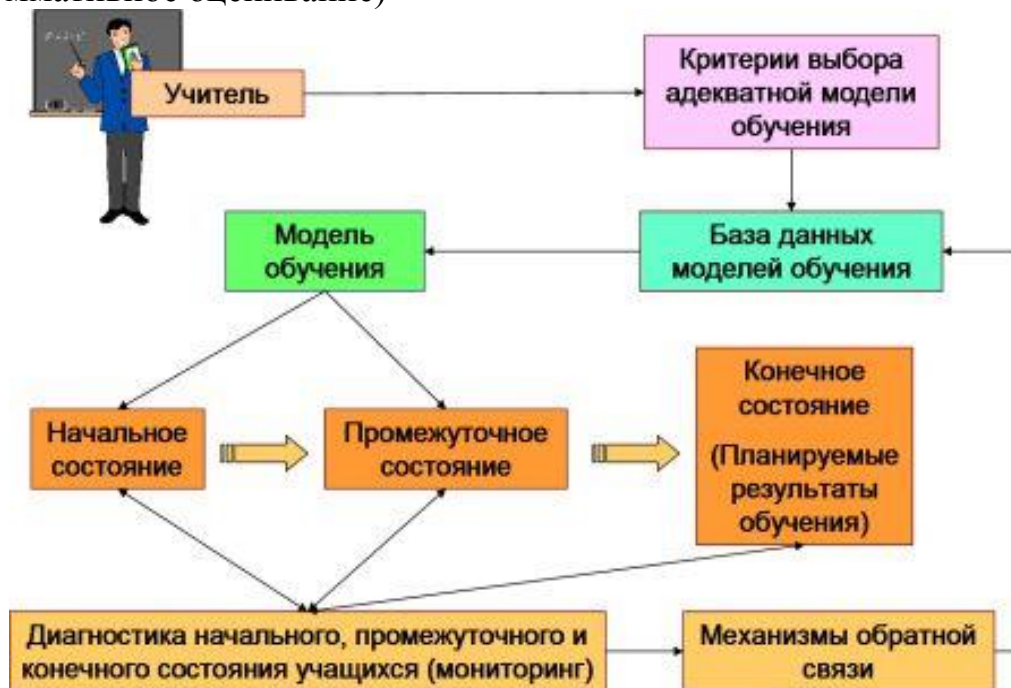 Учитель
Критерии выбора
адекватной модели
обучения
Модель
обучения
База данных
моделей обучения
Начальное
состояние
Промежуточное
состояние
Конечное
состояние
(Планируемые
результаты
обучения)
Диагностика начального, промежуточного и
конечного состояния учащихся (мониторинг)
Механизмы обратной
связи